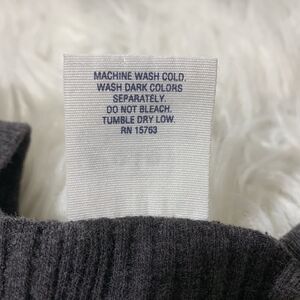 MACHINE WASH COLD,
WASH DARK COLORS
SEPARATELY.
DO NOT BLEACH.
TUMBLE DRY LOW.
RN 15763